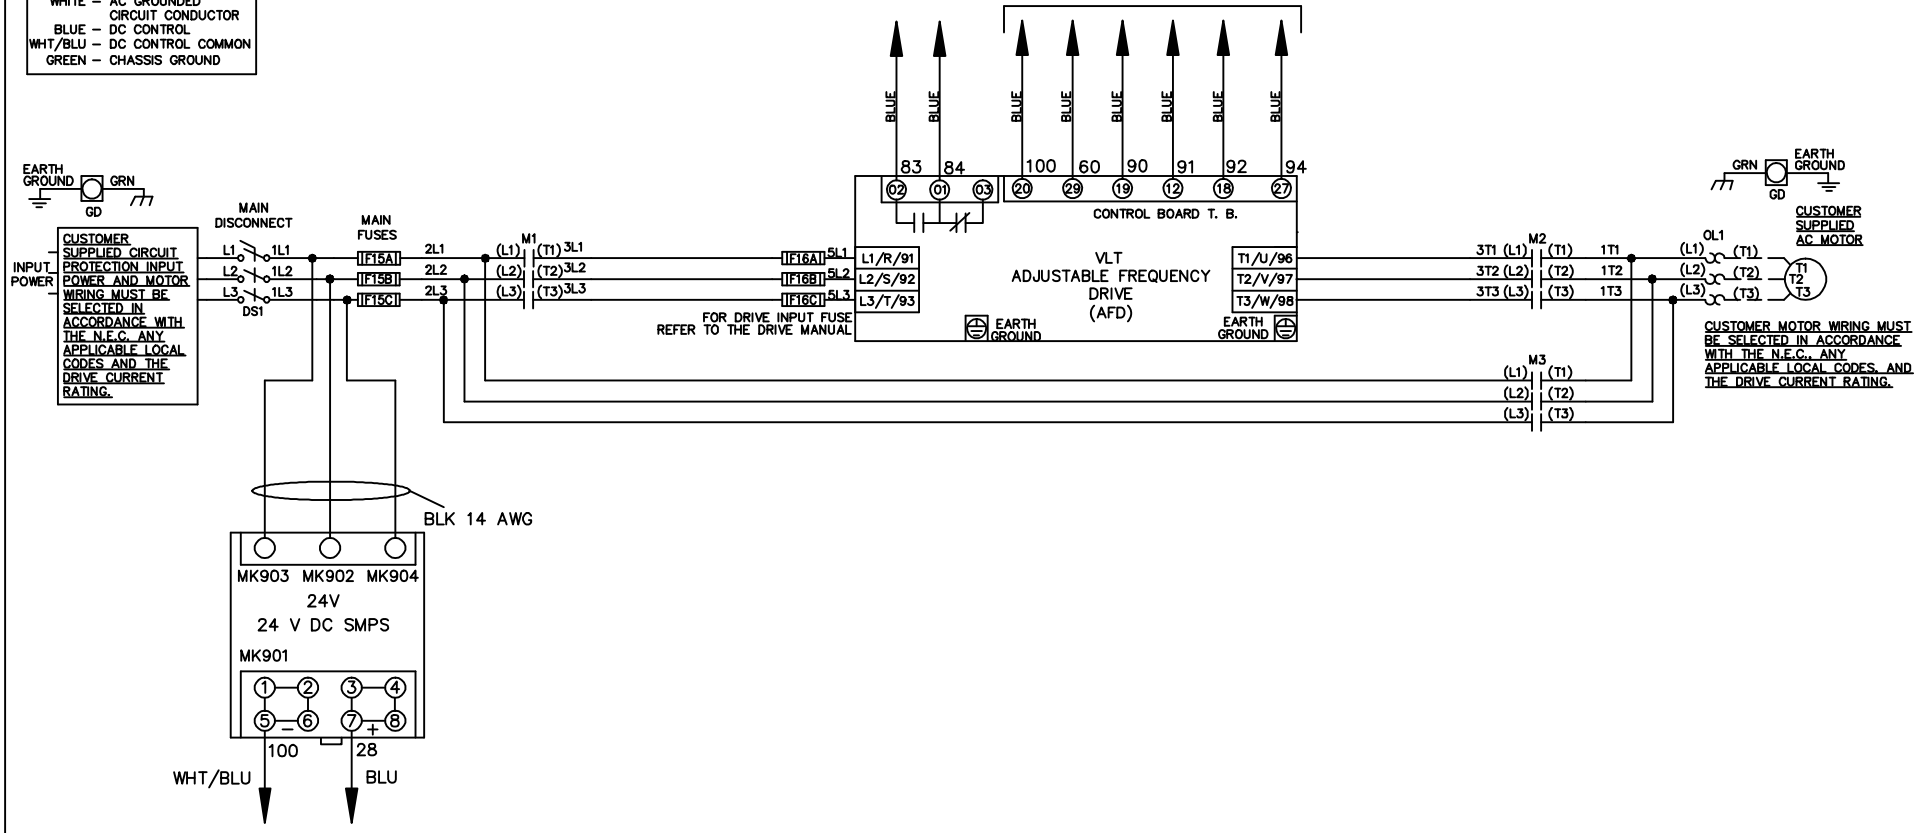 WHITE – AC GROUNDED
CIRCUIT CONDUCTOR
BLUE – DC CONTROL
WHT/BLU – DC CONTROL COMMON
GREEN – CHASSIS GROUND
BLUE
BLUE
BLUE
BLUE
BLUE
BLUE
BLUE
BLUE
83
84
100
60
90
91
92
94
02
01
03
20
29
19
12
18
27
CONTROL BOARD T. B.
EARTH
GROUND
GRN
GD
MAIN
DISCONNECT
MAIN
FUSES
INPUT
POWER
CUSTOMER
SUPPLIED CIRCUIT
PROTECTION INPUT
POWER AND MOTOR
WIRING MUST BE
SELECTED IN
ACCORDANCE WITH
THE N.E.C. ANY
APPLICABLE LOCAL
CODES AND THE
DRIVE CURRENT
RATING.
L1
1L1
F15A
2L1
L2
1L2
F15B
2L2
L3
1L3
F15C
2L3
DS1
M1
(L1)
(T1)
3L1
(L2)
(T2)
3L2
(L3)
(T3)
3L3
F16A
5L1
F16B
5L2
F16C
5L3
FOR DRIVE INPUT FUSE
REFER TO THE DRIVE MANUAL
L1/R/91
L2/S/92
L3/T/93
VLT
ADJUSTABLE FREQUENCY
DRIVE
(AFD)
T1/U/96
T2/V/97
T3/W/98
EARTH
GROUND
EARTH
GROUND
M2
3T1 (L1)
(T1)
1T1
3T2 (L2)
(T2)
1T2
3T3 (L3)
(T3)
1T3
OL1
(L1)
(T1)
(L2)
(T2)
(L3)
(T3)
T1
T2
T3
GRN
EARTH
GROUND
GD
CUSTOMER
SUPPLIED
AC MOTOR
CUSTOMER MOTOR WIRING MUST
BE SELECTED IN ACCORDANCE
WITH THE N.E.C., ANY
APPLICABLE LOCAL CODES, AND
THE DRIVE CURRENT RATING.
M3
(L1)
(T1)
(L2)
(T2)
(L3)
(T3)
BLK 14 AWG
MK903 MK902 MK904
24V
24 V DC SMPS
MK901
1 2 3 4
5 6 7 8
– +
100
28
WHT/BLU
BLU